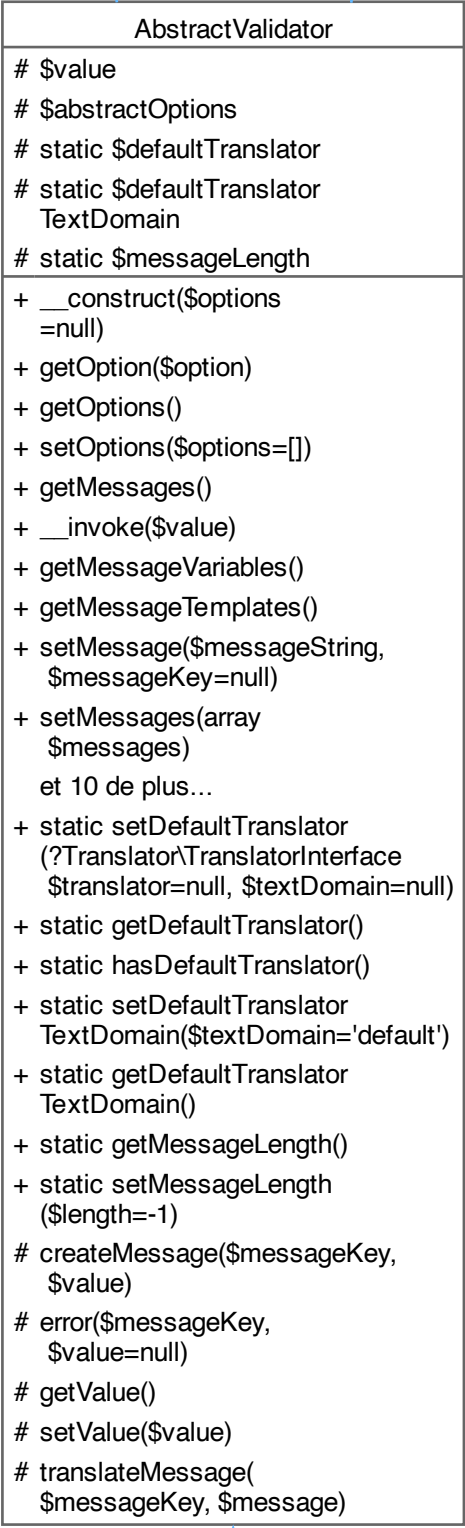 AbstractValidator
# $value
# $abstractOptions
# static $defaultTranslator
# static $defaultTranslator
TextDomain
# static $messageLength
+ __construct($options
=null)
+ getOption($option)
+ getOptions()
+ setOptions($options=[])
+ getMessages()
+ __invoke($value)
+ getMessageVariables()
+ getMessageTemplates()
+ setMessage($messageString,
$messageKey=null)
+ setMessages(array
$messages)
et 10 de plus...
+ static setDefaultTranslator
(?Translator\TranslatorInterface
$translator=null, $textDomain=null)
+ static getDefaultTranslator()
+ static hasDefaultTranslator()
+ static setDefaultTranslator
TextDomain($textDomain='default')
+ static getDefaultTranslator
TextDomain()
+ static getMessageLength()
+ static setMessageLength
($length=-1)
# createMessage($messageKey,
$value)
# error($messageKey,
$value=null)
# getValue()
# setValue($value)
# translateMessage(
$messageKey, $message)